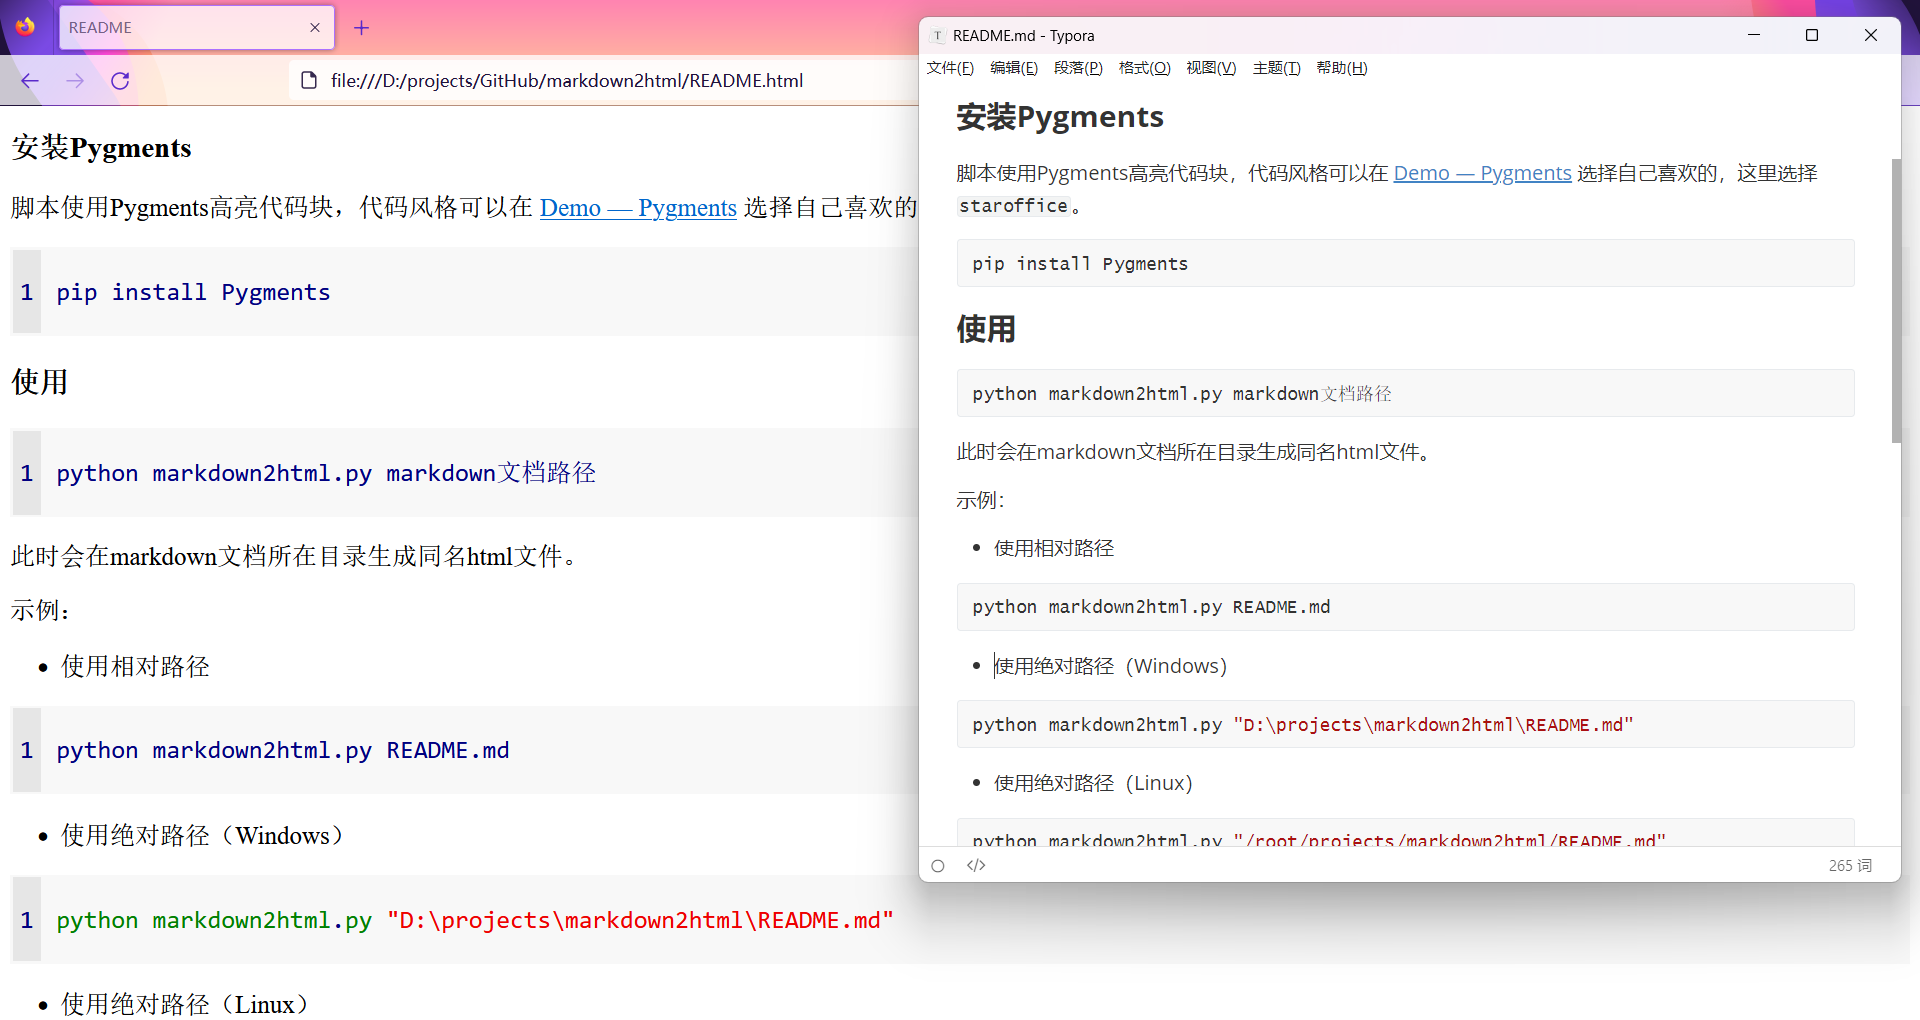 README
file:///D:/projects/GitHub/markdown2html/README.html
安装Pygments
脚本使用Pygments高亮代码块，代码风格可以在 Demo — Pygments 选择自己喜欢的
1 pip install Pygments
使用
1 python markdown2html.py markdown文档路径
此时会在markdown文档所在目录生成同名html文件。
示例：
• 使用相对路径
1 python markdown2html.py README.md
• 使用绝对路径（Windows）
1 python markdown2html.py "D:\projects\markdown2html\README.md"
• 使用绝对路径（Linux）
T README.md - Typora
文件(F) 编辑(E) 段落(P) 格式(O) 视图(V) 主题(T) 帮助(H)
安装Pygments
脚本使用Pygments高亮代码块，代码风格可以在 Demo — Pygments 选择自己喜欢的，这里选择
staroffice。
pip install Pygments
使用
python markdown2html.py markdown文档路径
此时会在markdown文档所在目录生成同名html文件。
示例：
• 使用相对路径
python markdown2html.py README.md
• 使用绝对路径（Windows）
python markdown2html.py "D:\projects\markdown2html\README.md"
• 使用绝对路径（Linux）
python markdown2html.py "/root/projects/markdown2html/README.md"
</> 265 词